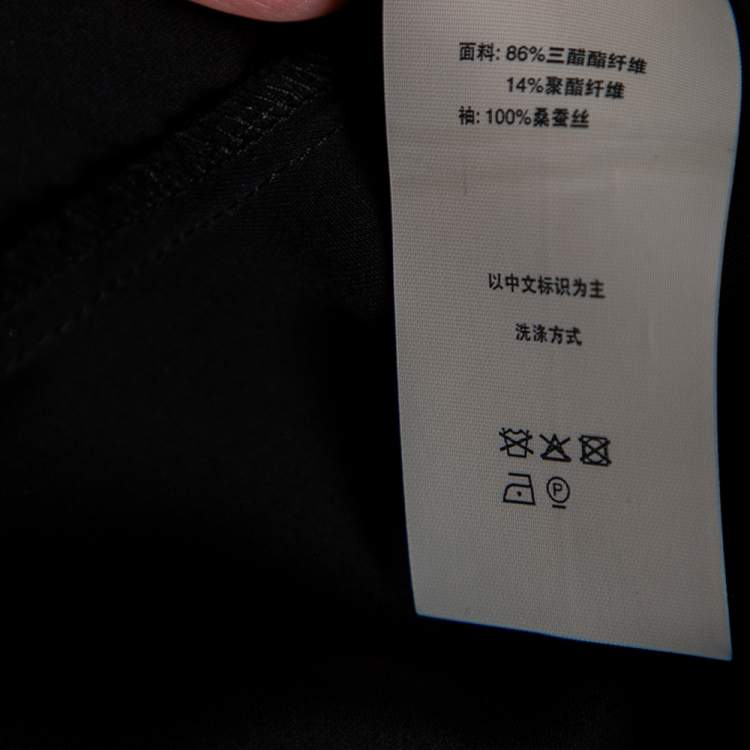 面料: 86%三醋酯纤维
14%聚酯纤维
袖: 100%桑蚕丝
以中文标识为主
洗涤方式
P